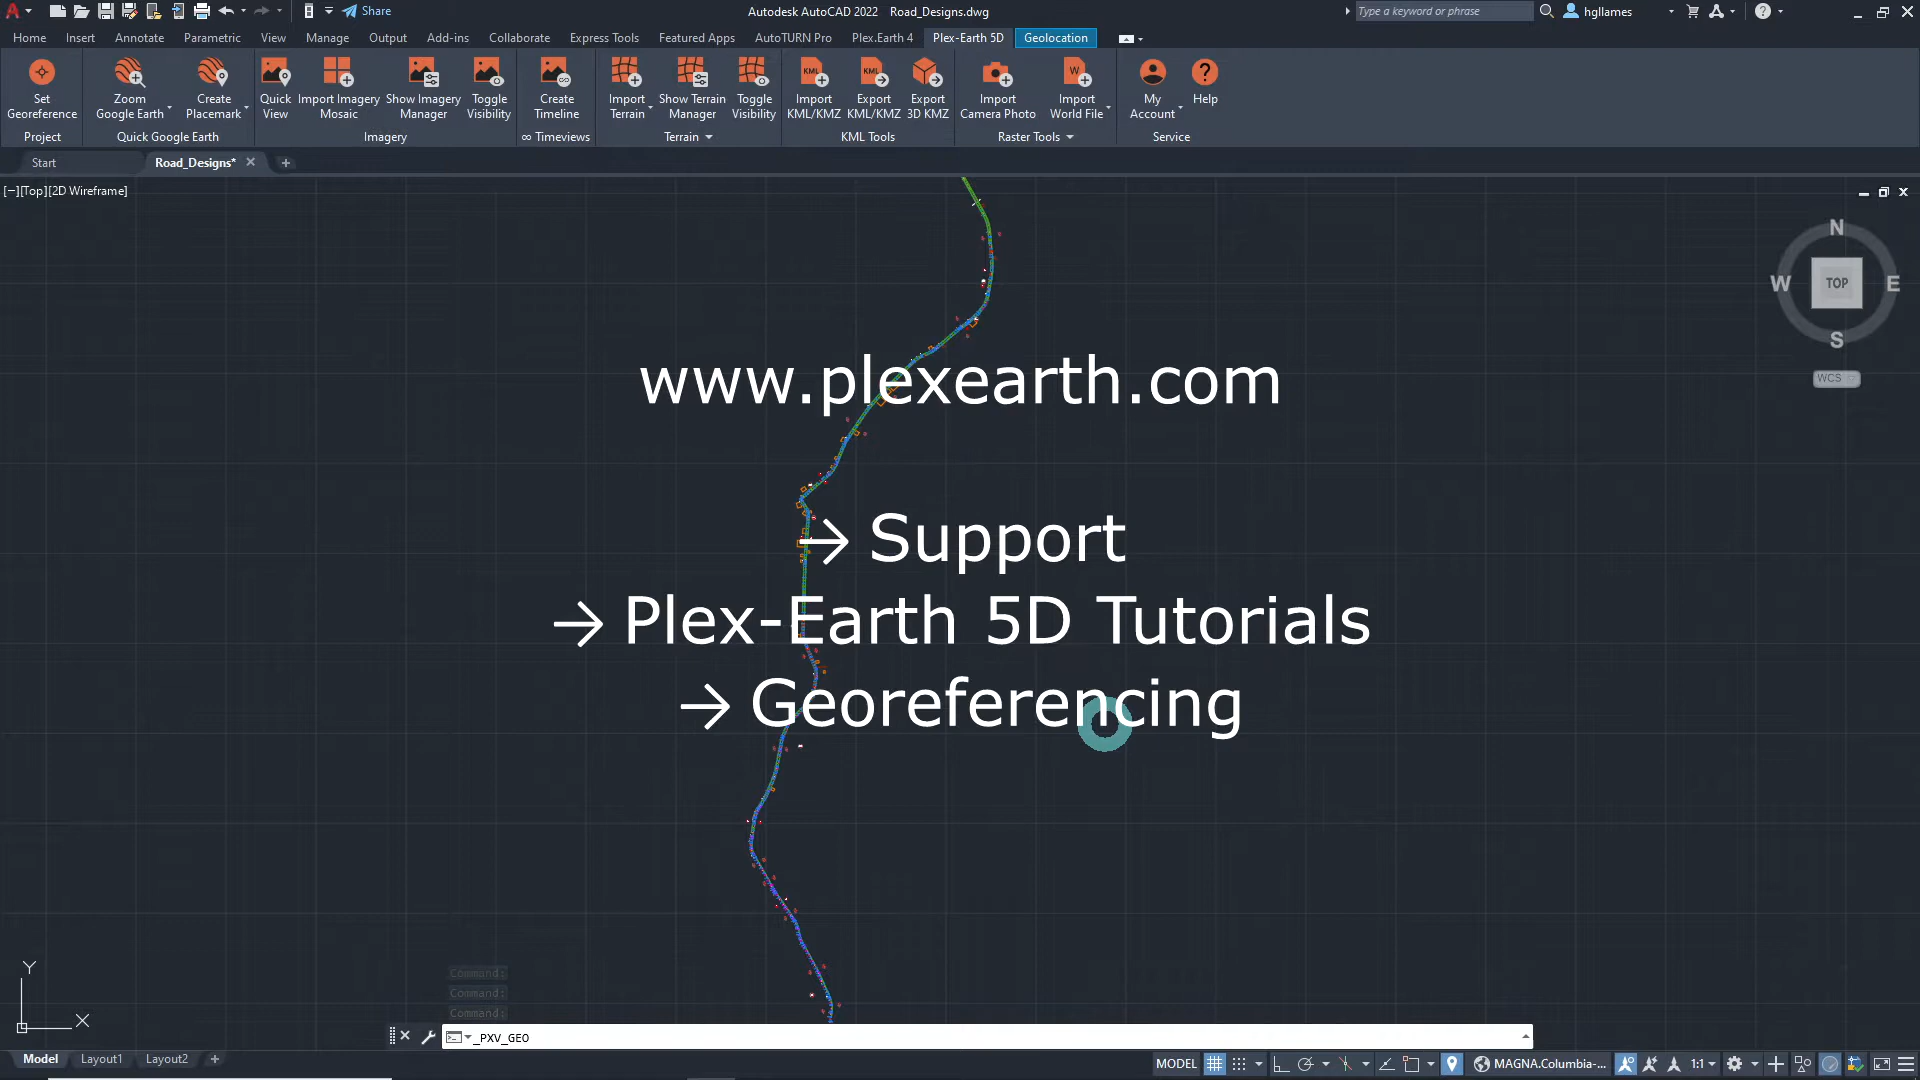 Share
Autodesk AutoCAD 2022 Road_Designs.dwg
Type a keyword or phrase
hgllames
Home Insert Annotate Parametric View Manage Output Add-ins Collaborate Express Tools Featured Apps AutoTURN Pro Plex.Earth 4 Plex-Earth 5D Geolocation
Set Georeference
Zoom Google Earth
Create Placemark
Quick View
Import Imagery Mosaic
Show Imagery Manager
Toggle Visibility
Create Timeline
Import Terrain
Show Terrain Manager
Toggle Visibility
Import KML/KMZ
Export KML/KMZ
Export 3D KMZ
Import Camera Photo
Import World File
My Account
Help
Project Quick Google Earth Imagery ∞ Timeviews Terrain KML Tools Raster Tools Service
Start Road_Designs*
[−][Top][2D Wireframe]
N
W TOP E
S
WCS
www.plexearth.com
→ Support
→ Plex-Earth 5D Tutorials
→ Georeferencing
Y
X
Command:
Command:
Command:
_PXV_GEO
Model Layout1 Layout2
MODEL
MAGNA.Columbia-...
1:1